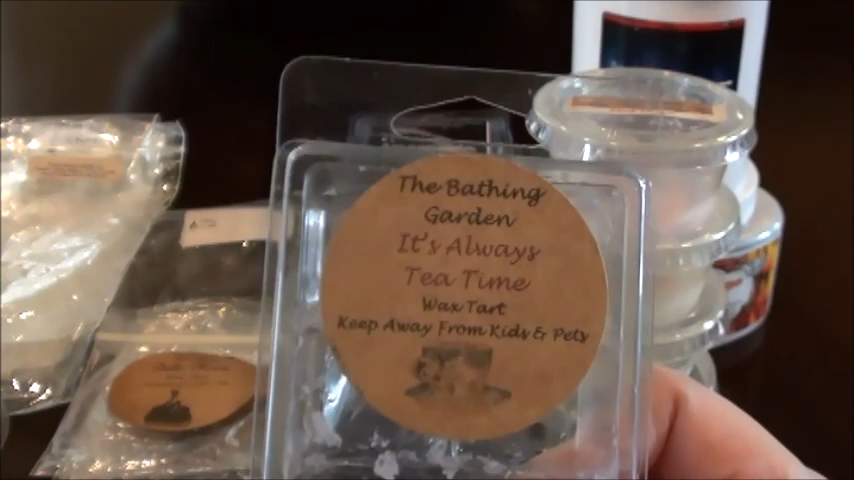 The Bathing
Garden
It's Always
Tea Time
Wax Tart
Keep Away From Kids & Pets